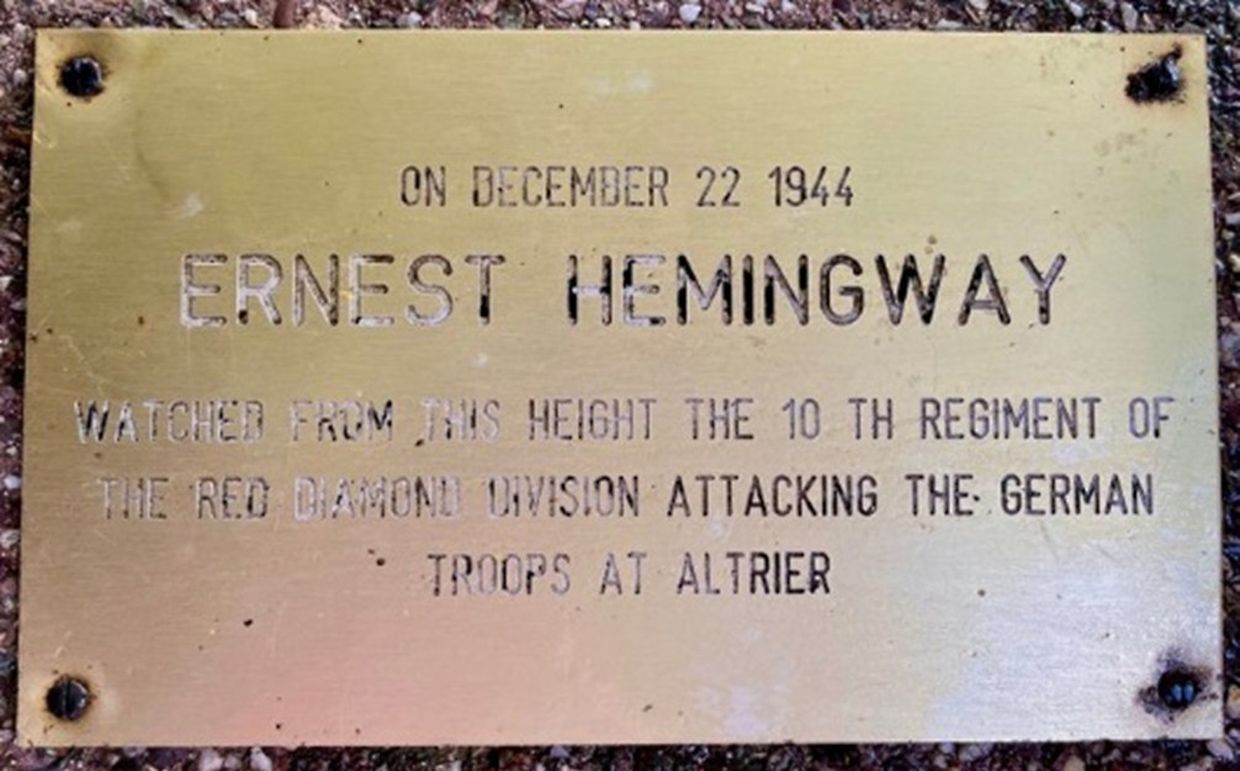 ON DECEMBER 22 1944
ERNEST HEMINGWAY
WATCHED FROM THIS HEIGHT THE 10 TH REGIMENT OF
THE RED DIAMOND DIVISION ATTACKING THE GERMAN
TROOPS AT ALTRIER